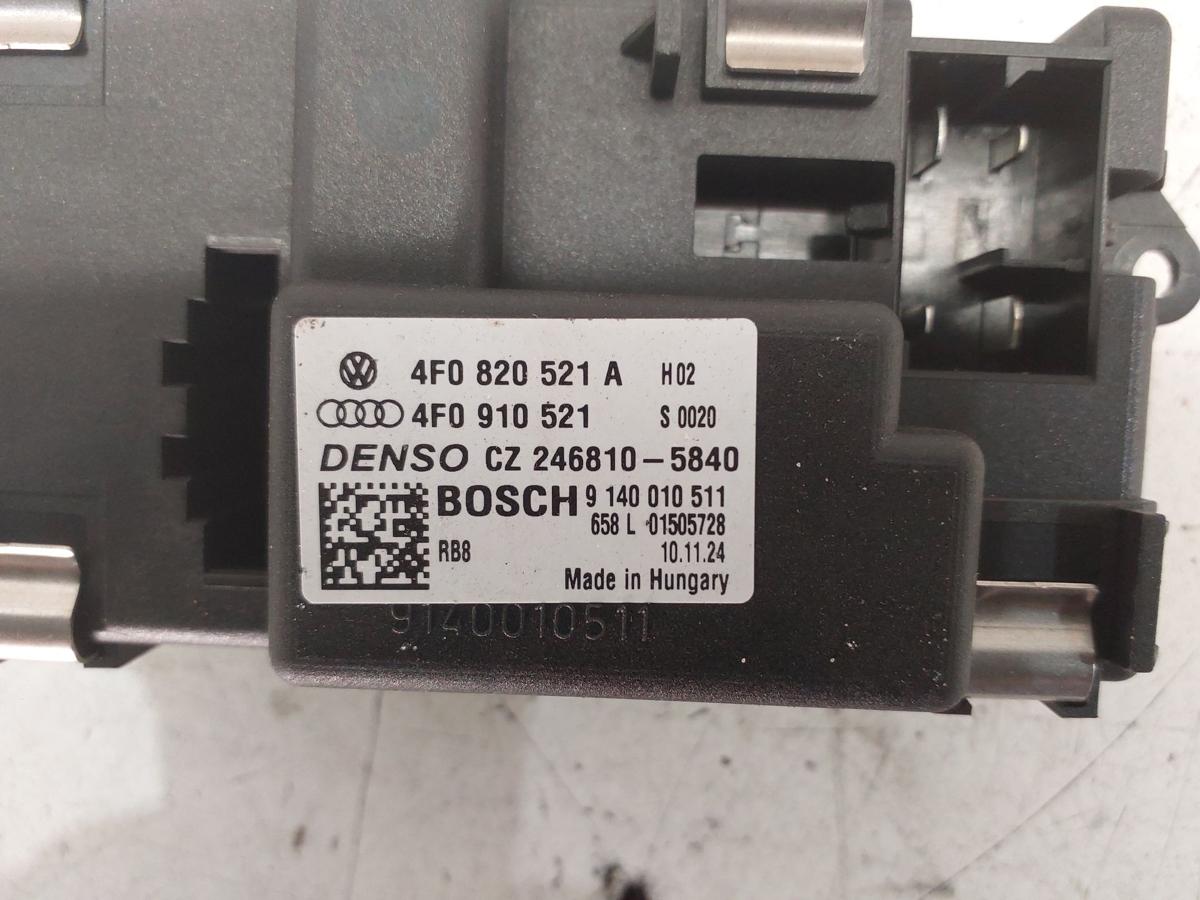 4F0 820 521 A H02
4F0 910 521 S 0020
DENSO CZ 246810-5840
BOSCH 9 140 010 511
658 L 01505728
RB8 10.11.24
Made in Hungary
9140010511